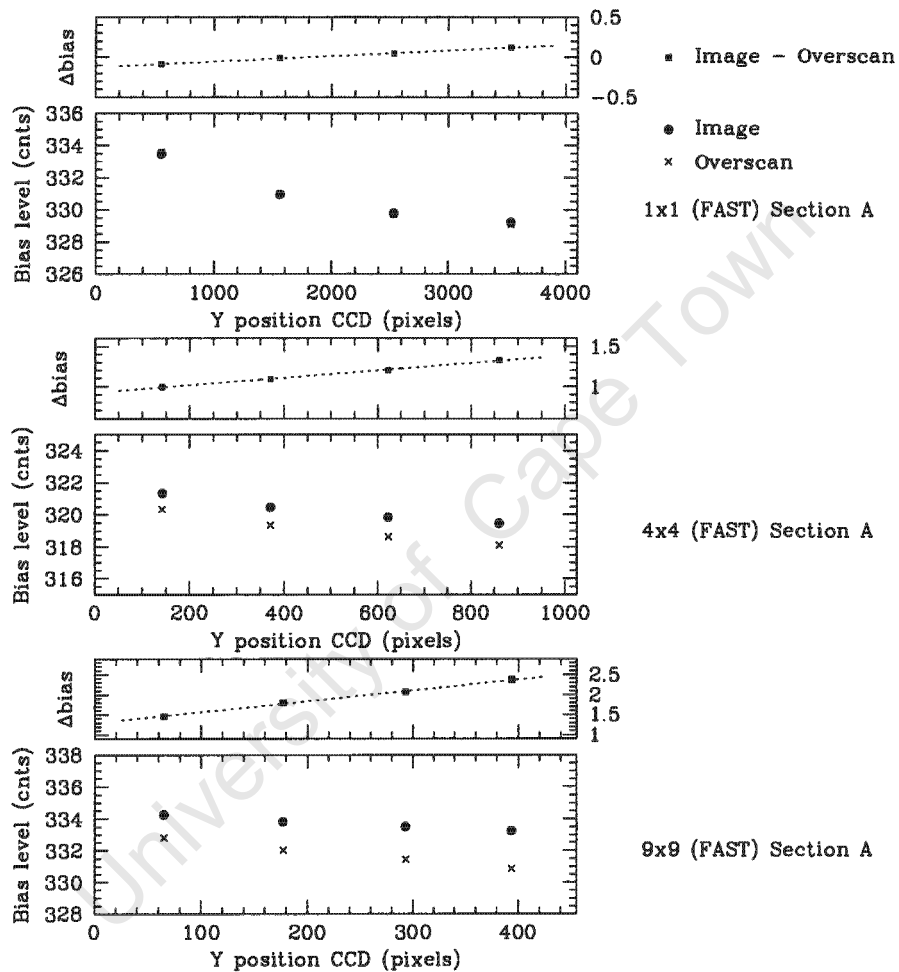 Δbias
0.5
0
−0.5
■ Image − Overscan
Bias level (cnts)
336
334
332
330
328
326
● Image
× Overscan
1x1 (FAST) Section A
0 1000 2000 3000 4000
Y position CCD (pixels)
Δbias
1.5
1
Bias level (cnts)
324
322
320
318
316
4x4 (FAST) Section A
0 200 400 600 800 1000
Y position CCD (pixels)
Δbias
2.5
2
1.5
1
Bias level (cnts)
338
336
334
332
330
328
9x9 (FAST) Section A
0 100 200 300 400
Y position CCD (pixels)
University of Cape Town